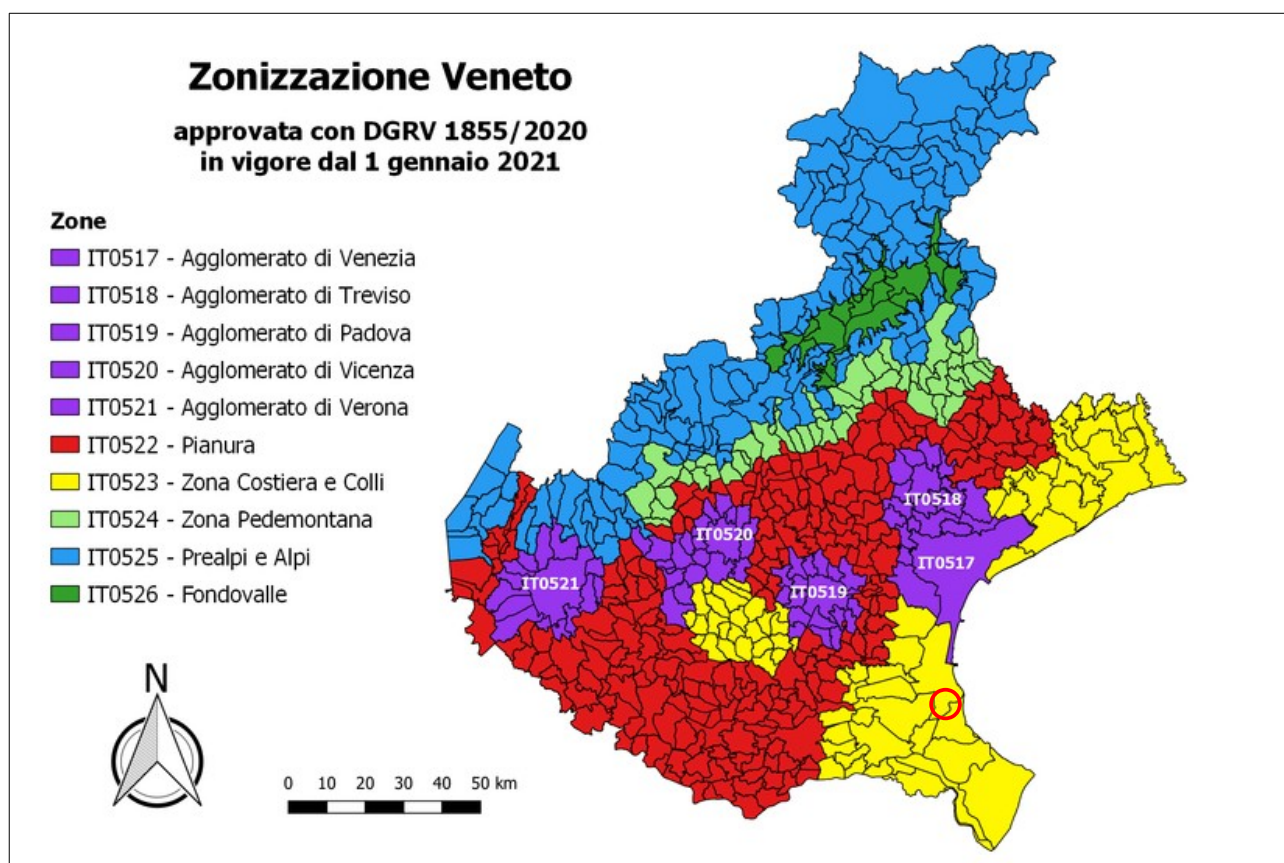 Zonizzazione Veneto
approvata con DGRV 1855/2020
in vigore dal 1 gennaio 2021
Zone
IT0517 - Agglomerato di Venezia
IT0518 - Agglomerato di Treviso
IT0519 - Agglomerato di Padova
IT0520 - Agglomerato di Vicenza
IT0521 - Agglomerato di Verona
IT0522 - Pianura
IT0523 - Zona Costiera e Colli
IT0524 - Zona Pedemontana
IT0525 - Prealpi e Alpi
IT0526 - Fondovalle
IT0518
IT0520
IT0517
IT0521
IT0519
N
0 10 20 30 40 50 km